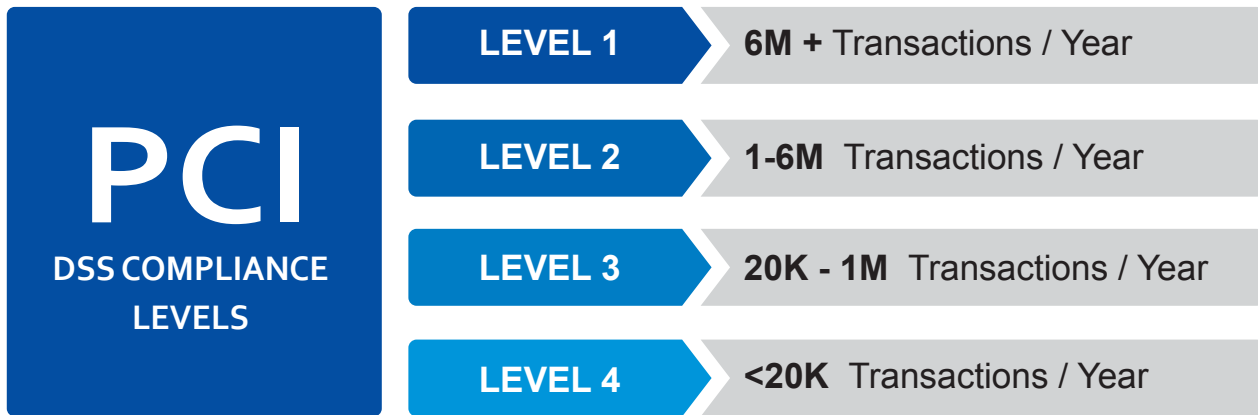 PCI
DSS COMPLIANCE
LEVELS
LEVEL 1
6M + Transactions / Year
LEVEL 2
1-6M Transactions / Year
LEVEL 3
20K - 1M Transactions / Year
LEVEL 4
<20K Transactions / Year